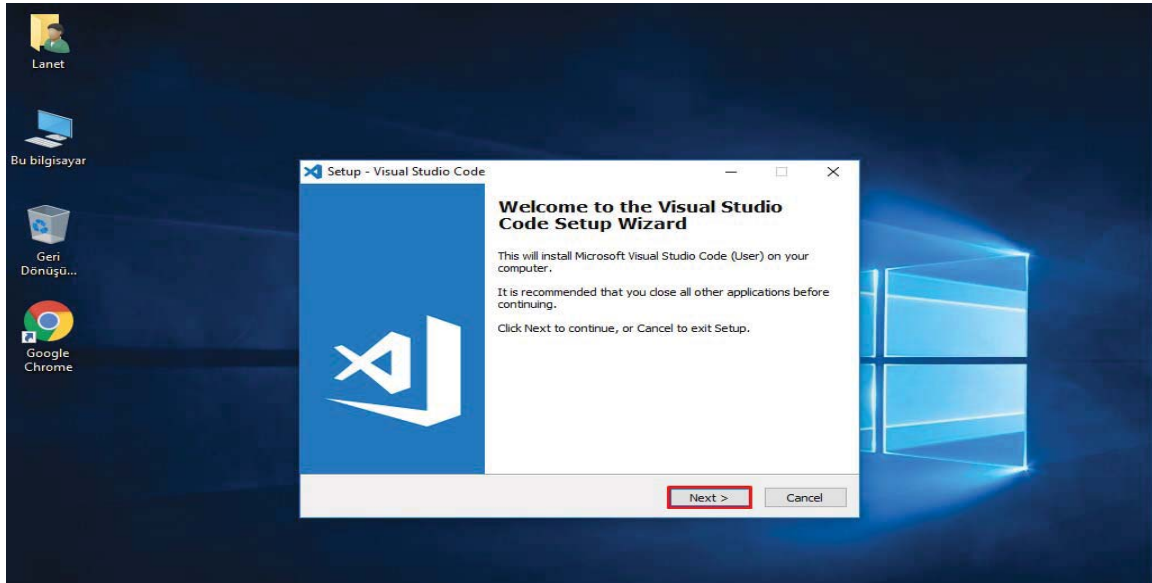 Lanet
Bu bilgisayar
Geri
Dönüşü...
Google
Chrome
Setup - Visual Studio Code
Welcome to the Visual Studio
Code Setup Wizard
This will install Microsoft Visual Studio Code (User) on your
computer.
It is recommended that you close all other applications before
continuing.
Click Next to continue, or Cancel to exit Setup.
Next >
Cancel